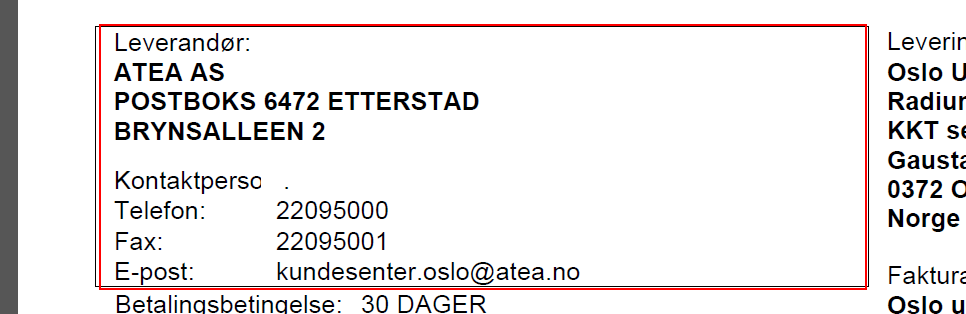 Leverandør:
ATEA AS
POSTBOKS 6472 ETTERSTAD
BRYNSALLEEN 2
Kontaktperso .
Telefon: 22095000
Fax: 22095001
E-post: kundesenter.oslo@atea.no
Betalingsbetingelse: 30 DAGER
Leverin
Oslo U
Radiu
KKT se
Gausta
0372 O
Norge
Faktura
Oslo u